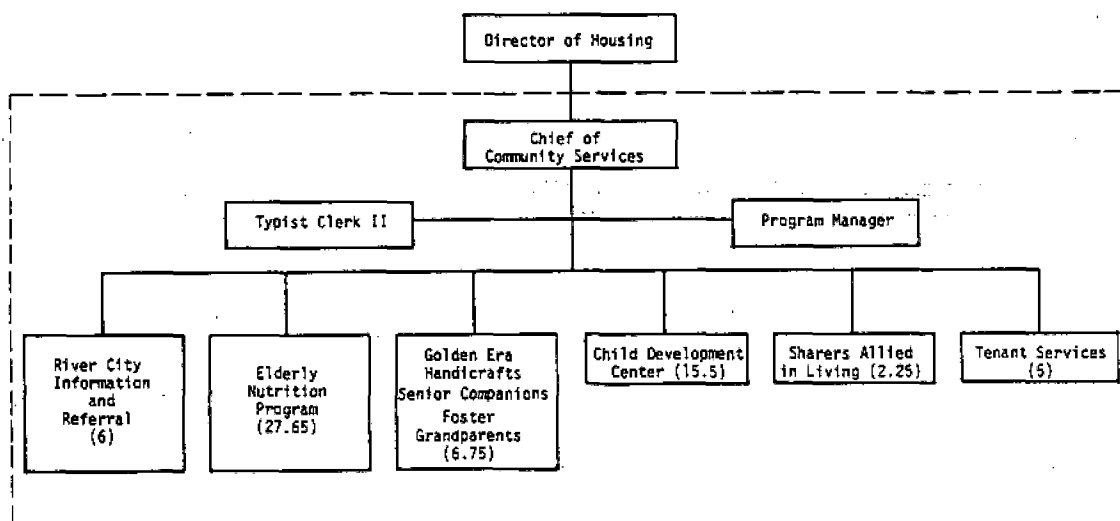 Director of Housing
Chief of
Community Services
Typist Clerk II
Program Manager
River City
Information
and
Referral
(6)
Elderly
Nutrition
Program
(27.65)
Golden Era
Handicrafts
Senior Companions
Foster
Grandparents
(6.75)
Child Development
Center (15.5)
Sharers Allied
in Living (2.25)
Tenant Services
(5)